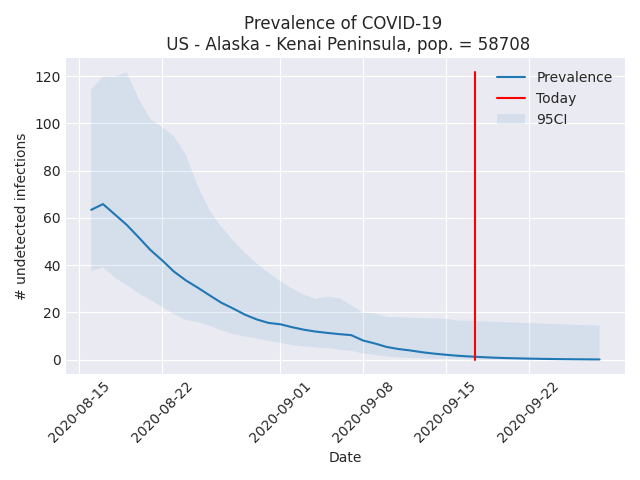 Prevalence of COVID-19
US - Alaska - Kenai Peninsula, pop. = 58708
120
100
80
60
40
20
0
# undetected infections
Prevalence
Today
95CI
2020-08-15
2020-08-22
2020-09-01
2020-09-08
2020-09-15
2020-09-22
Date